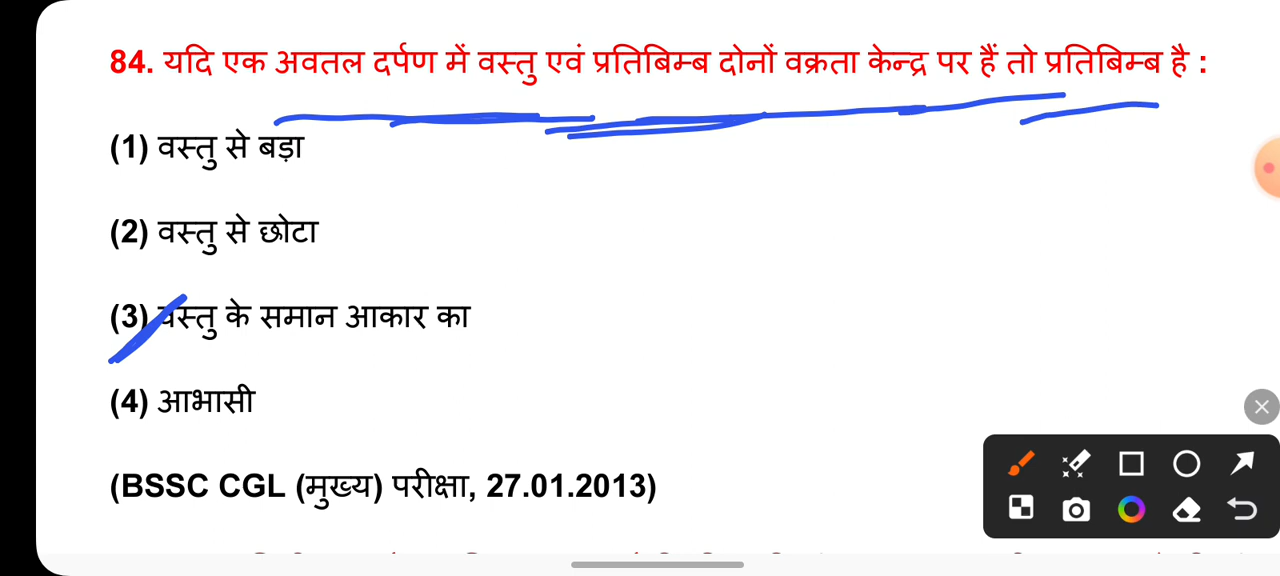 84. यदि एक अवतल दर्पण में वस्तु एवं प्रतिबिम्ब दोनों वक्रता केन्द्र पर हैं तो प्रतिबिम्ब है :
(1) वस्तु से बड़ा
(2) वस्तु से छोटा
(3) वस्तु के समान आकार का
(4) आभासी
(BSSC CGL (मुख्य) परीक्षा, 27.01.2013)